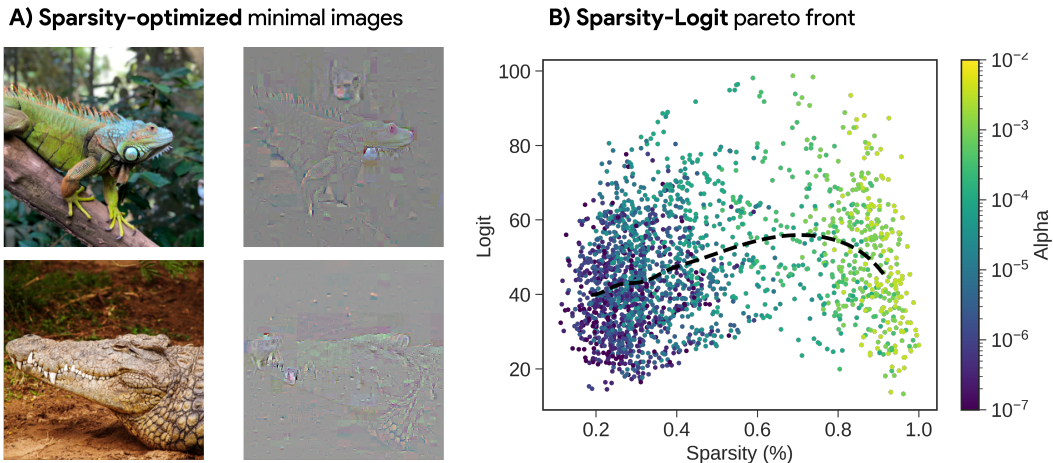 A) Sparsity-optimized minimal images
B) Sparsity-Logit pareto front
Logit
100
80
60
40
20
0.2 0.4 0.6 0.8 1.0
Sparsity (%)
10⁻²
10⁻³
10⁻⁴
10⁻⁵
10⁻⁶
10⁻⁷
Alpha